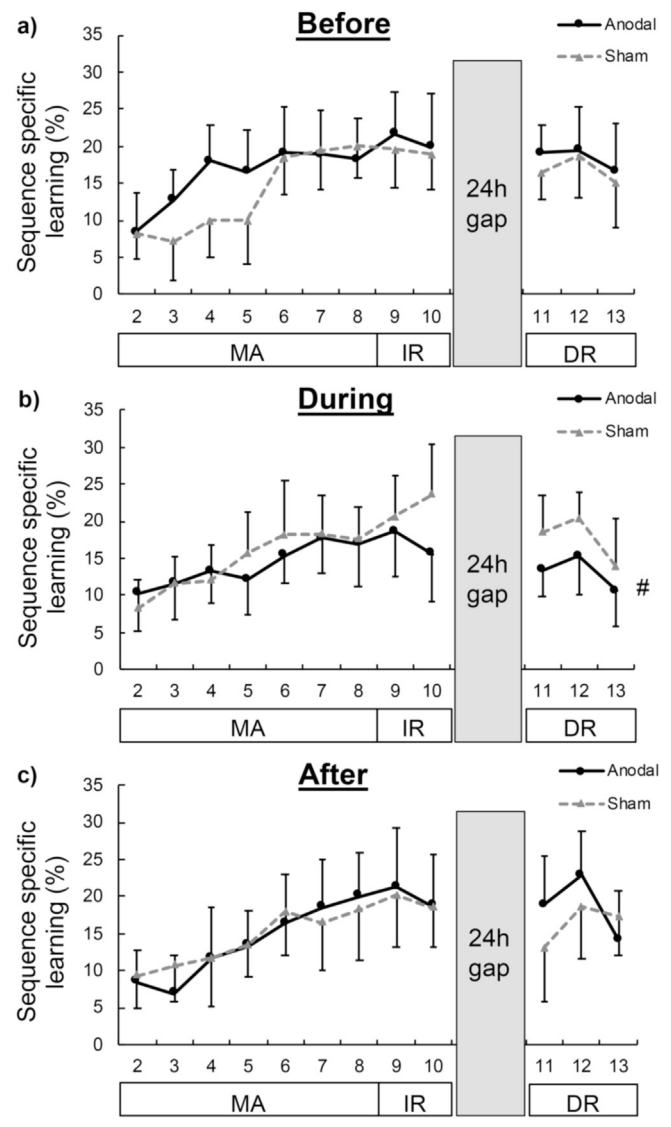 a)
Before
Anodal
Sham
Sequence specific
learning (%)
35
30
25
20
15
10
5
0
24h
gap
2 3 4 5 6 7 8 9 10 11 12 13
MA IR DR
b)
During
Anodal
Sham
Sequence specific
learning (%)
35
30
25
20
15
10
5
0
24h
gap
#
2 3 4 5 6 7 8 9 10 11 12 13
MA IR DR
c)
After
Anodal
Sham
Sequence specific
learning (%)
35
30
25
20
15
10
5
0
24h
gap
2 3 4 5 6 7 8 9 10 11 12 13
MA IR DR